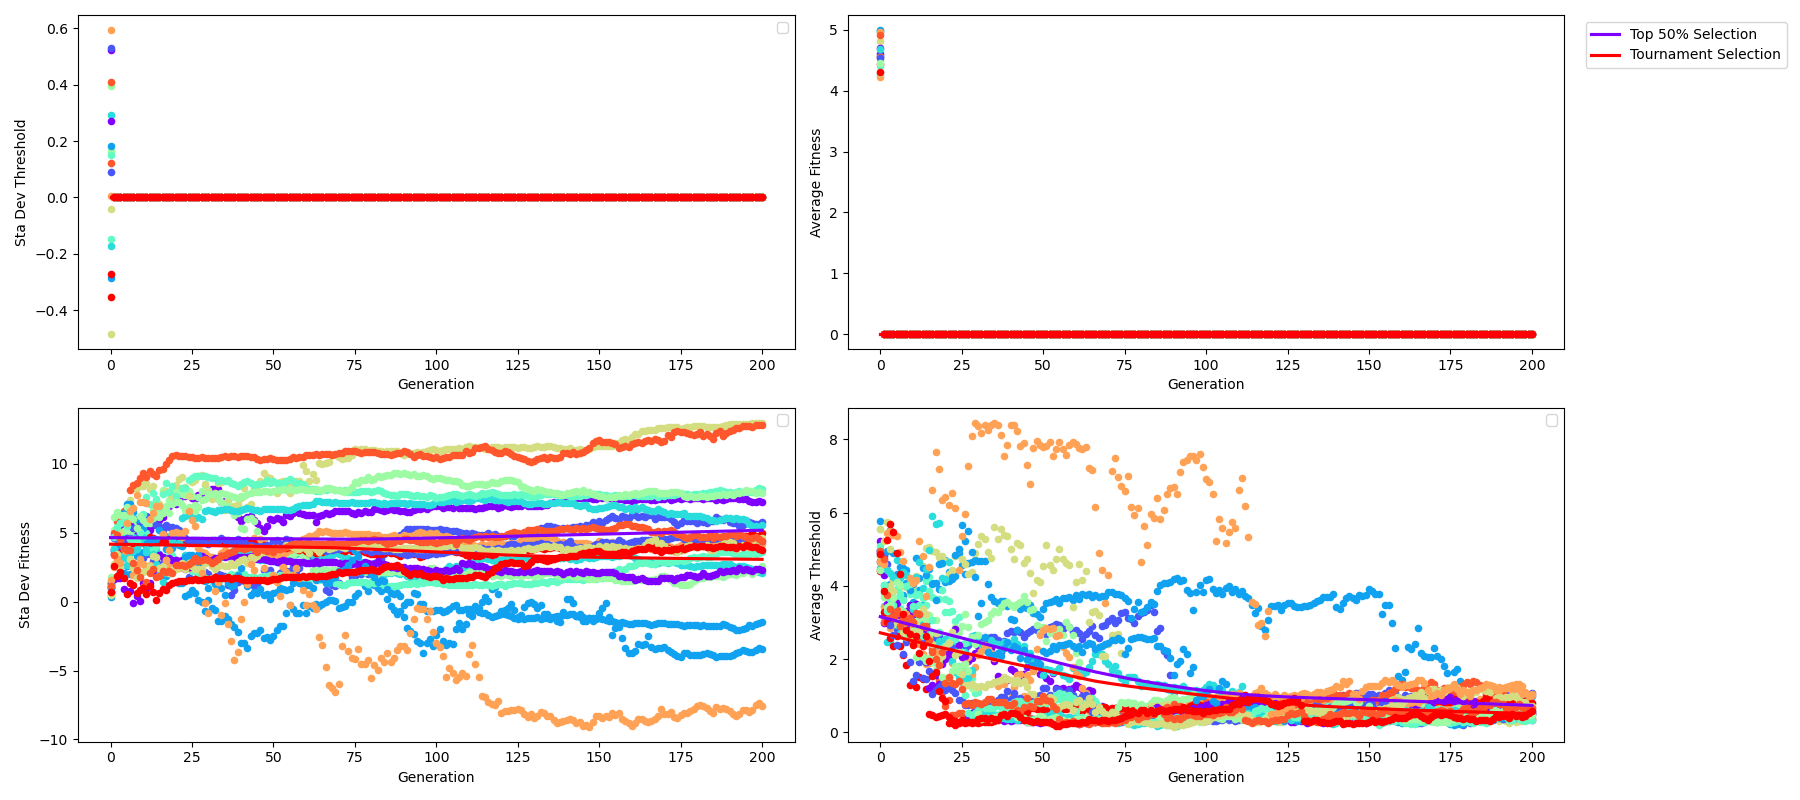 Sta Dev Threshold
0.6
0.4
0.2
0.0
−0.2
−0.4
0 25 50 75 100 125 150 175 200
Generation
Average Fitness
5
4
3
2
1
0
0 25 50 75 100 125 150 175 200
Generation
Top 50% Selection
Tournament Selection
Sta Dev Fitness
10
5
0
−5
−10
0 25 50 75 100 125 150 175 200
Generation
Average Threshold
8
6
4
2
0
0 25 50 75 100 125 150 175 200
Generation